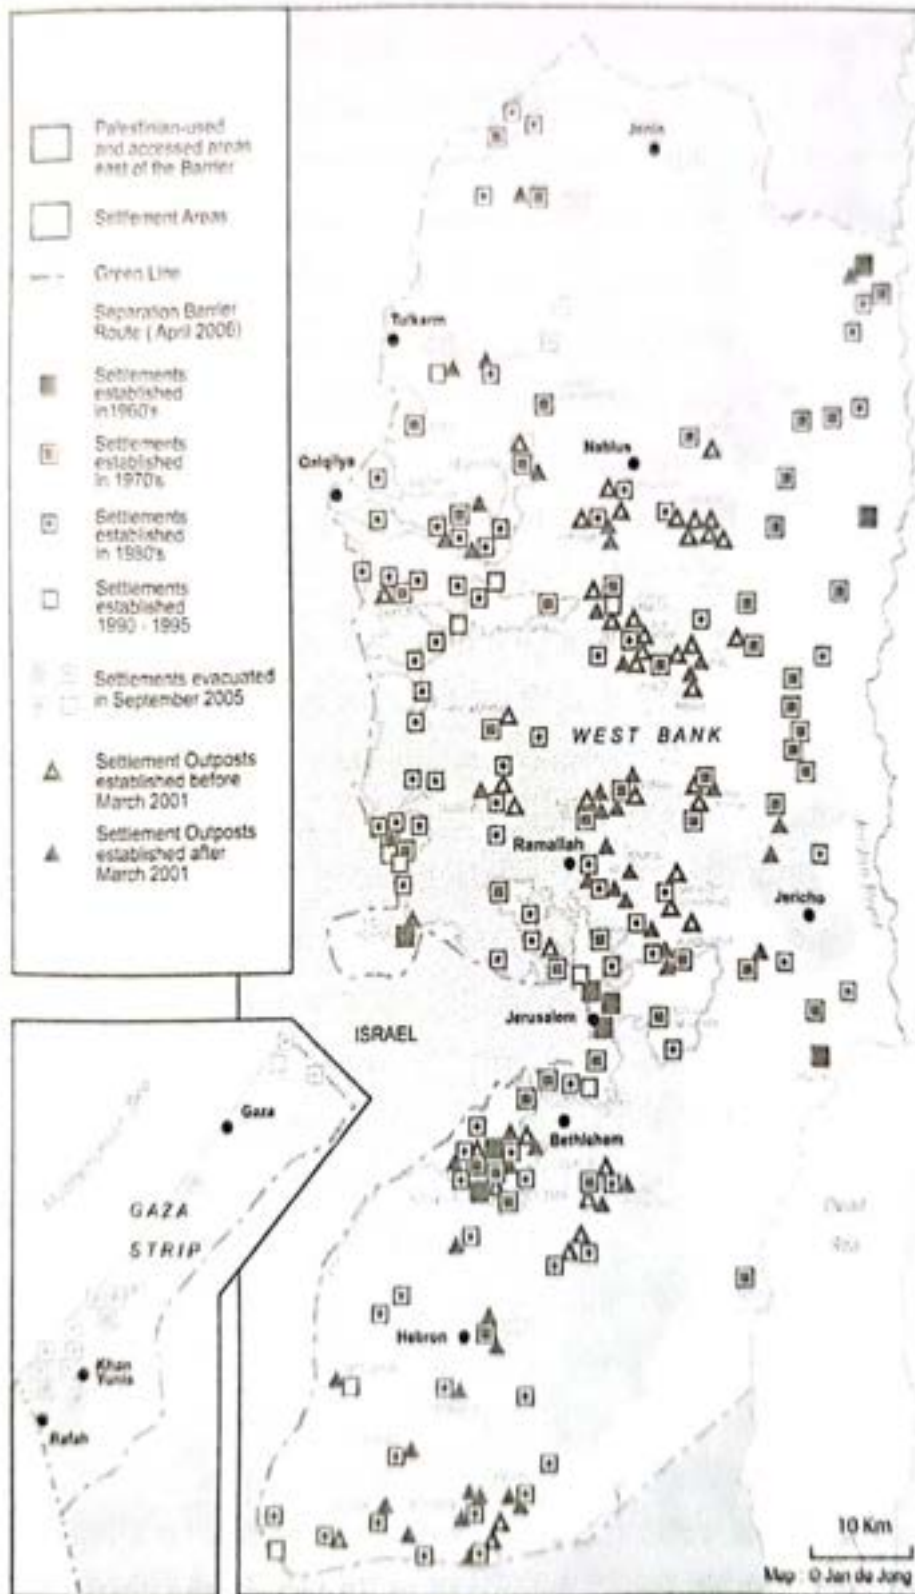 Palestinian-used
and accessed areas
east of the Barrier
Settlement Areas
Green Line
Separation Barrier
Route ( April 2006)
Settlements
established
in 1960's
Settlements
established
in 1970's
Settlements
established
in 1980's
Settlements
established
1990 - 1995
Settlements evacuated
in September 2005
Settlement Outposts
established before
March 2001
Settlement Outposts
established after
March 2001
Jenin
Tulkarm
Qalqilya
Nablus
WEST BANK
Ramallah
Jericho
Jerusalem
ISRAEL
Bethlehem
Hebron
Dead
Sea
Gaza
GAZA
STRIP
Khan
Yunis
Rafah
10 Km
Map : © Jan de Jong